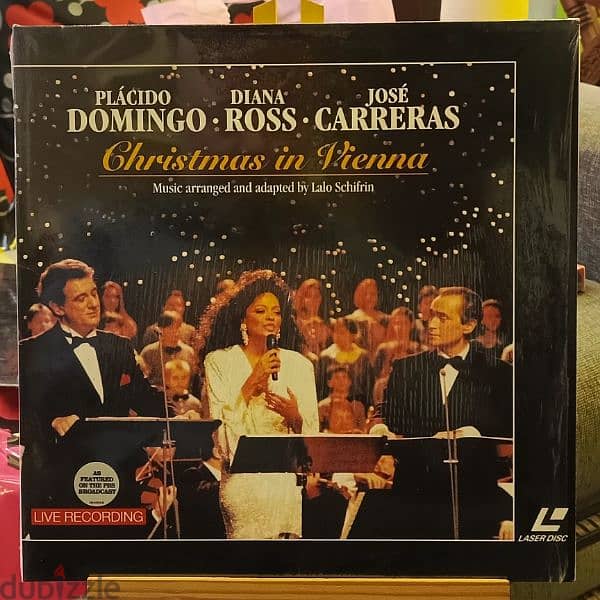 PLÁCIDO DIANA JOSÉ
DOMINGO · ROSS · CARRERAS
Christmas in Vienna
Music arranged and adapted by Lalo Schifrin
AS
FEATURED
ON THE PBS
BROADCAST
LIVE RECORDING
LASER DISC
dubizzle